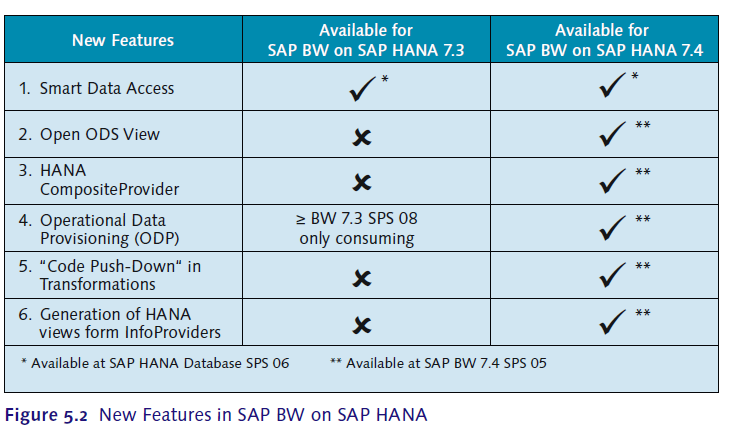 New Features
Available for
SAP BW on SAP HANA 7.3
Available for
SAP BW on SAP HANA 7.4
1. Smart Data Access
✓ *
✓ *
2. Open ODS View
✗
✓ **
3. HANA
CompositeProvider
✗
✓ **
4. Operational Data
Provisioning (ODP)
≥ BW 7.3 SPS 08
only consuming
✓ **
5. “Code Push-Down“ in
Transformations
✗
✓ **
6. Generation of HANA
views form InfoProviders
✗
✓ **
* Available at SAP HANA Database SPS 06 ** Available at SAP BW 7.4 SPS 05
Figure 5.2 New Features in SAP BW on SAP HANA